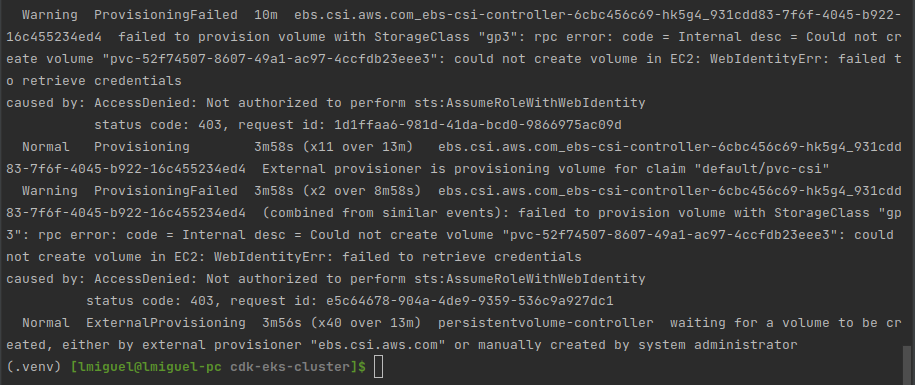 Warning  ProvisioningFailed  10m  ebs.csi.aws.com_ebs-csi-controller-6cbc456c69-hk5g4_931cdd83-7f6f-4045-b922-
16c455234ed4  failed to provision volume with StorageClass "gp3": rpc error: code = Internal desc = Could not cr
eate volume "pvc-52f74507-8607-49a1-ac97-4ccfdb23eee3": could not create volume in EC2: WebIdentityErr: failed t
o retrieve credentials
caused by: AccessDenied: Not authorized to perform sts:AssumeRoleWithWebIdentity
           status code: 403, request id: 1d1ffaa6-981d-41da-bcd0-9866975ac09d
  Normal   Provisioning        3m58s (x11 over 13m)   ebs.csi.aws.com_ebs-csi-controller-6cbc456c69-hk5g4_931cdd
83-7f6f-4045-b922-16c455234ed4  External provisioner is provisioning volume for claim "default/pvc-csi"
  Warning  ProvisioningFailed  3m58s (x2 over 8m58s)  ebs.csi.aws.com_ebs-csi-controller-6cbc456c69-hk5g4_931cdd
83-7f6f-4045-b922-16c455234ed4  (combined from similar events): failed to provision volume with StorageClass "gp
3": rpc error: code = Internal desc = Could not create volume "pvc-52f74507-8607-49a1-ac97-4ccfdb23eee3": could
not create volume in EC2: WebIdentityErr: failed to retrieve credentials
caused by: AccessDenied: Not authorized to perform sts:AssumeRoleWithWebIdentity
          status code: 403, request id: e5c64678-904a-4de9-9359-536c9a927dc1
  Normal  ExternalProvisioning  3m56s (x40 over 13m)  persistentvolume-controller  waiting for a volume to be cr
eated, either by external provisioner "ebs.csi.aws.com" or manually created by system administrator
(.venv) [lmiguel@lmiguel-pc cdk-eks-cluster]$